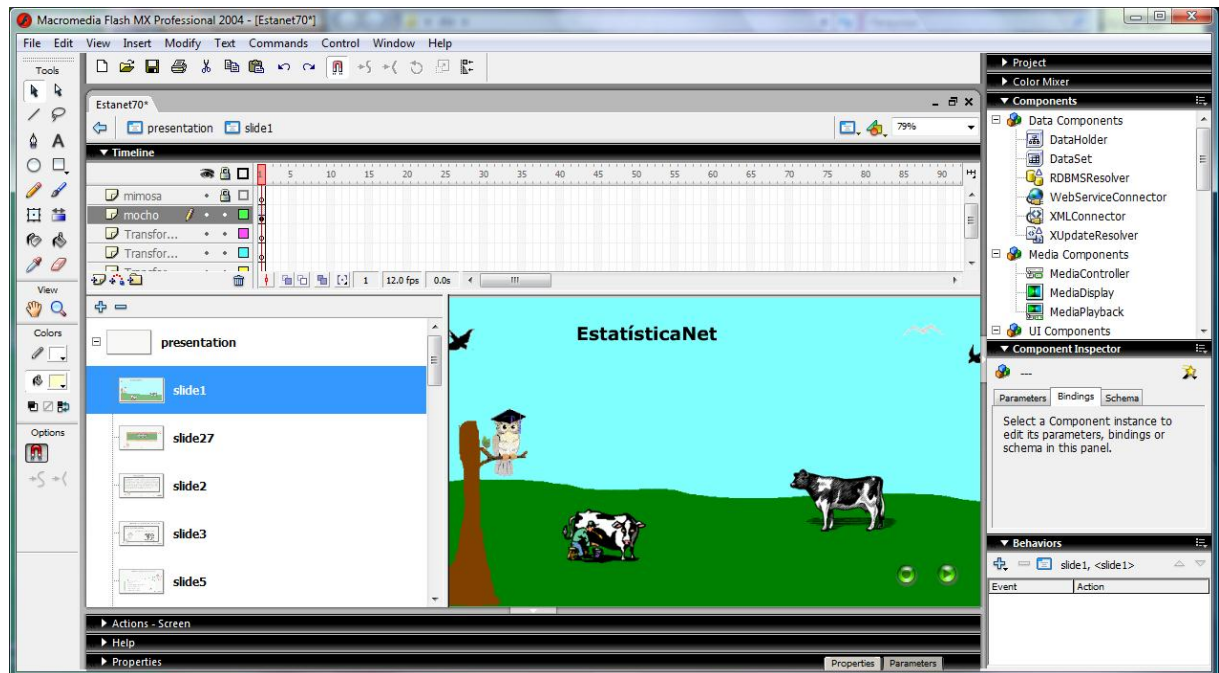 Macromedia Flash MX Professional 2004 - [Estanet70*]
File Edit View Insert Modify Text Commands Control Window Help
Tools
View
Colors
Options
Estanet70*
presentation slide1
79%
Timeline
1 5 10 15 20 25 30 35 40 45 50 55 60 65 70 75 80 85 90
mimosa
mocho
Transfor...
Transfor...
1 12.0 fps 0.0s
presentation
slide1
slide27
slide2
slide3
slide5
EstatísticaNet
Actions - Screen
Help
Properties
Properties Parameters
Project
Color Mixer
Components
Data Components
DataHolder
DataSet
RDBMSResolver
WebServiceConnector
XMLConnector
XUpdateResolver
Media Components
MediaController
MediaDisplay
MediaPlayback
UI Components
Component Inspector
---
Parameters Bindings Schema
Select a Component instance to
edit its parameters, bindings or
schema in this panel.
Behaviors
slide1, <slide1>
Event Action